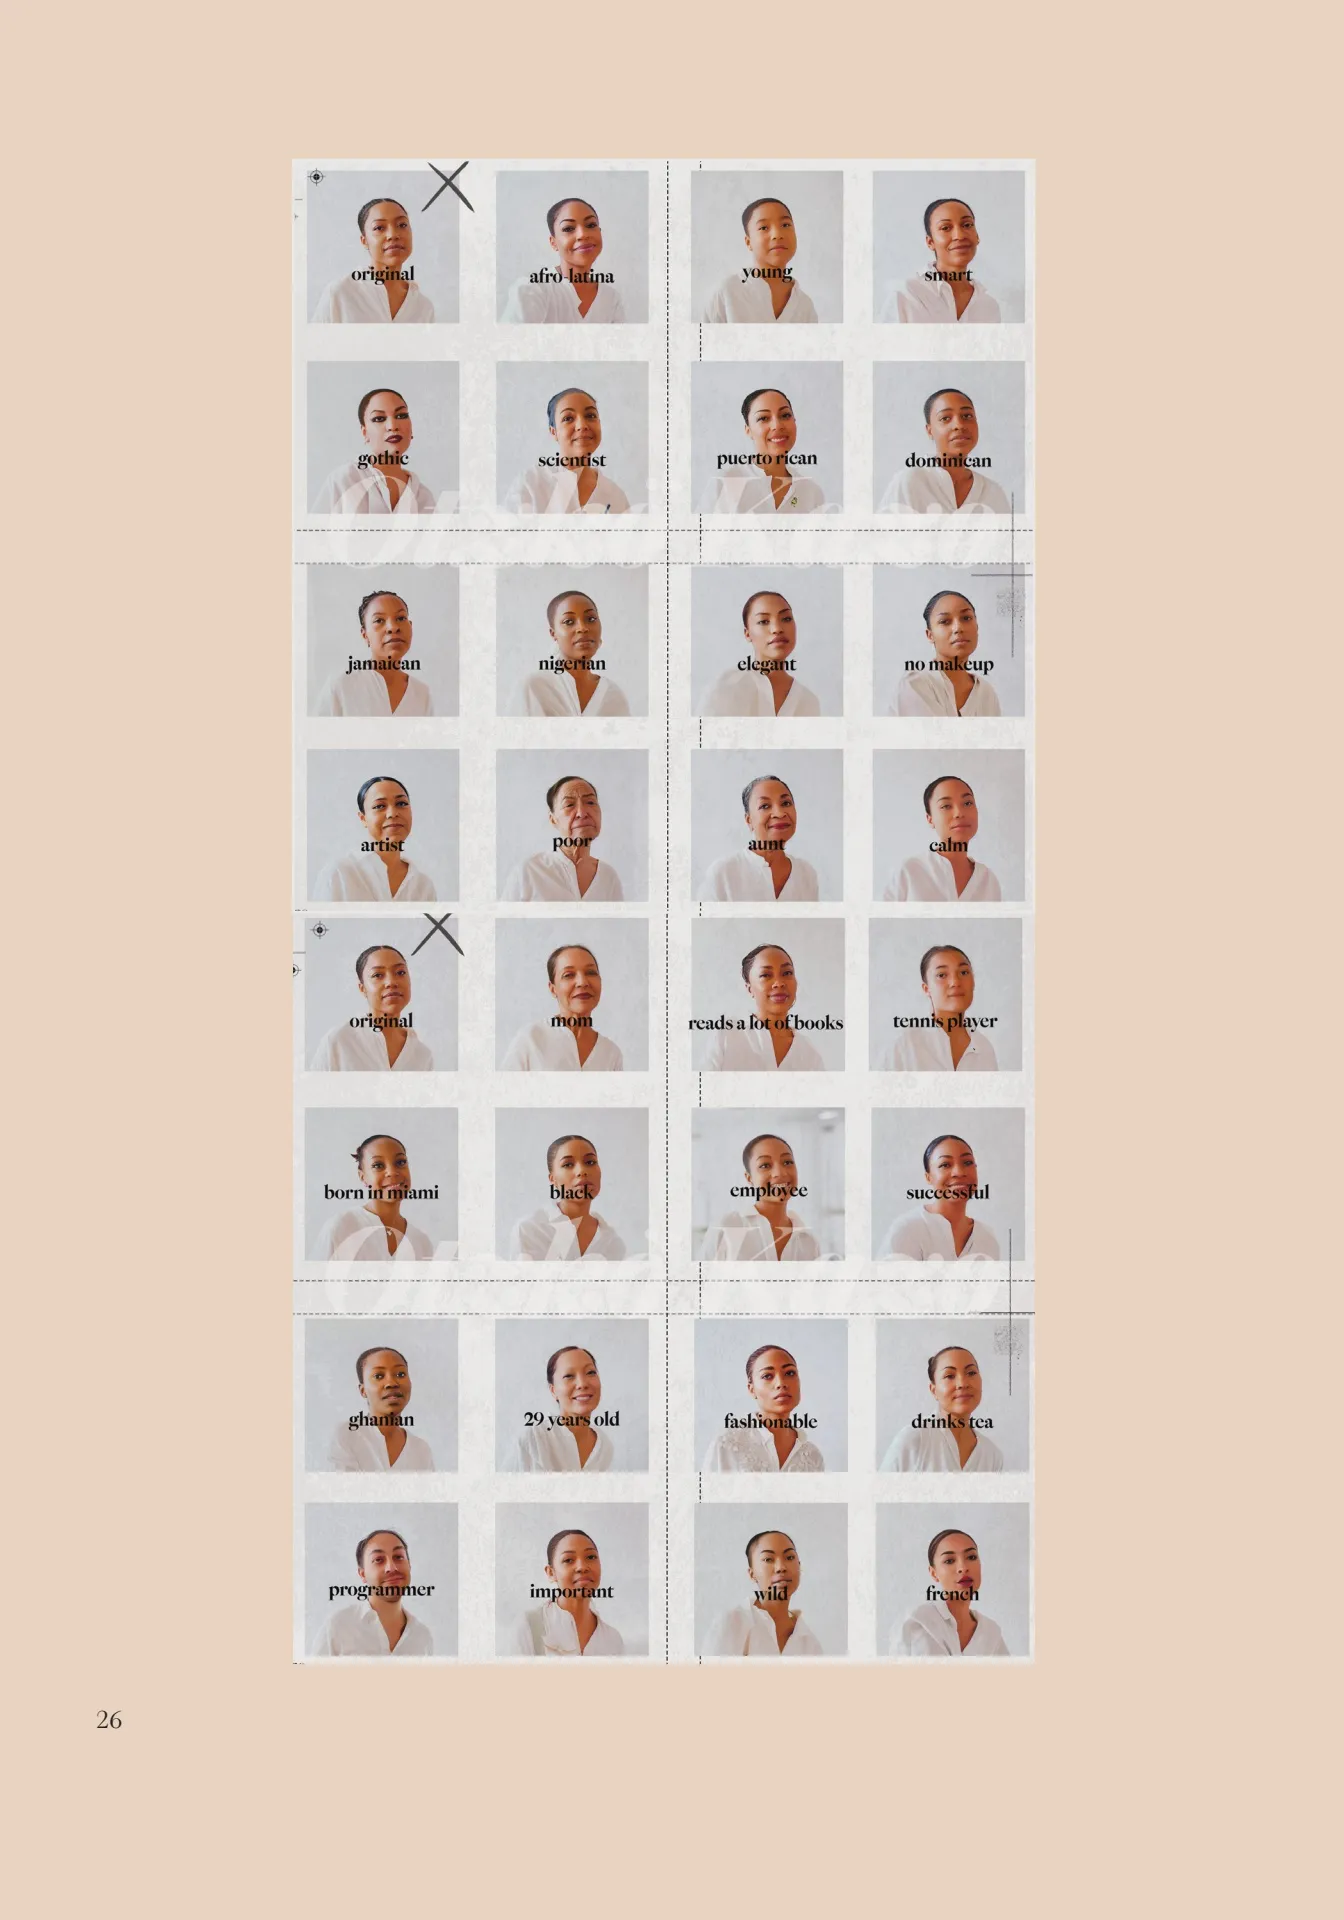 original
afro-latina
young
smart
gothic
scientist
puerto rican
dominican
jamaican
nigerian
elegant
no makeup
artist
poor
aunt
calm
original
mom
reads a lot of books
tennis player
born in miami
black
employee
successful
ghanian
29 years old
fashionable
drinks tea
programmer
important
wild
french
26